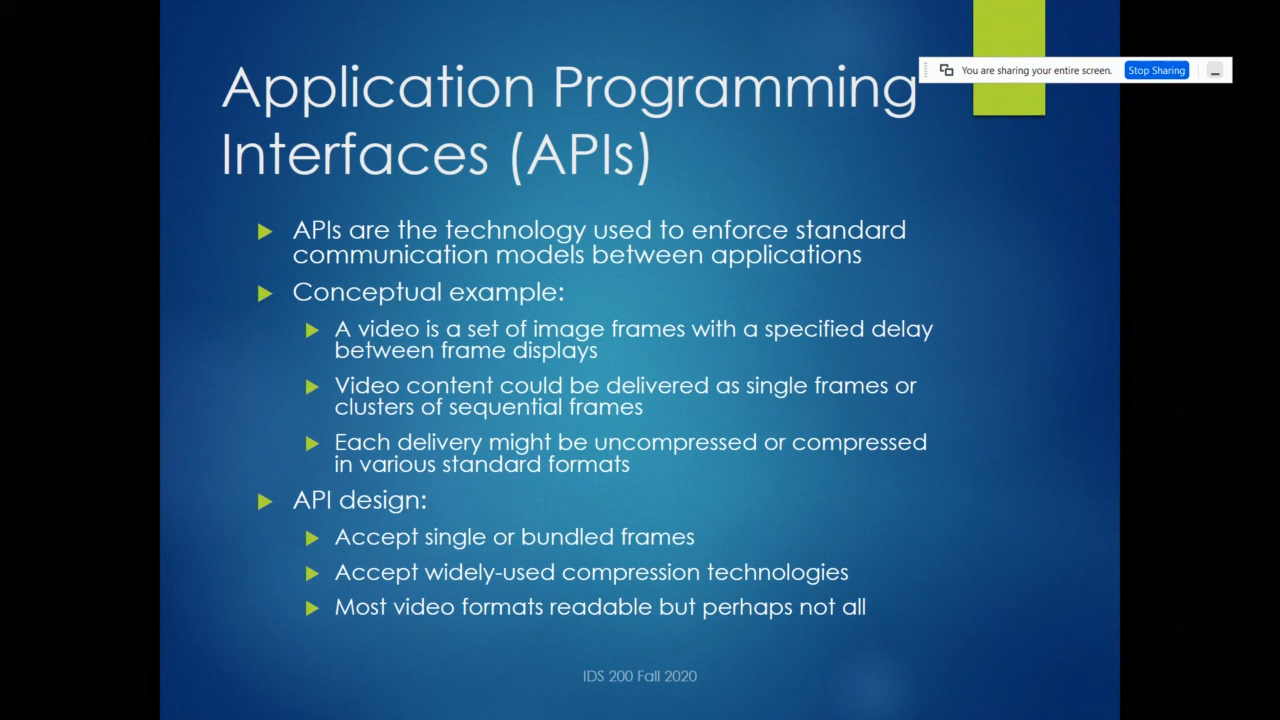 Application Programming
Interfaces (APIs)
You are sharing your entire screen.
Stop Sharing
APIs are the technology used to enforce standard
communication models between applications
Conceptual example:
A video is a set of image frames with a specified delay
between frame displays
Video content could be delivered as single frames or
clusters of sequential frames
Each delivery might be uncompressed or compressed
in various standard formats
API design:
Accept single or bundled frames
Accept widely-used compression technologies
Most video formats readable but perhaps not all
IDS 200 Fall 2020